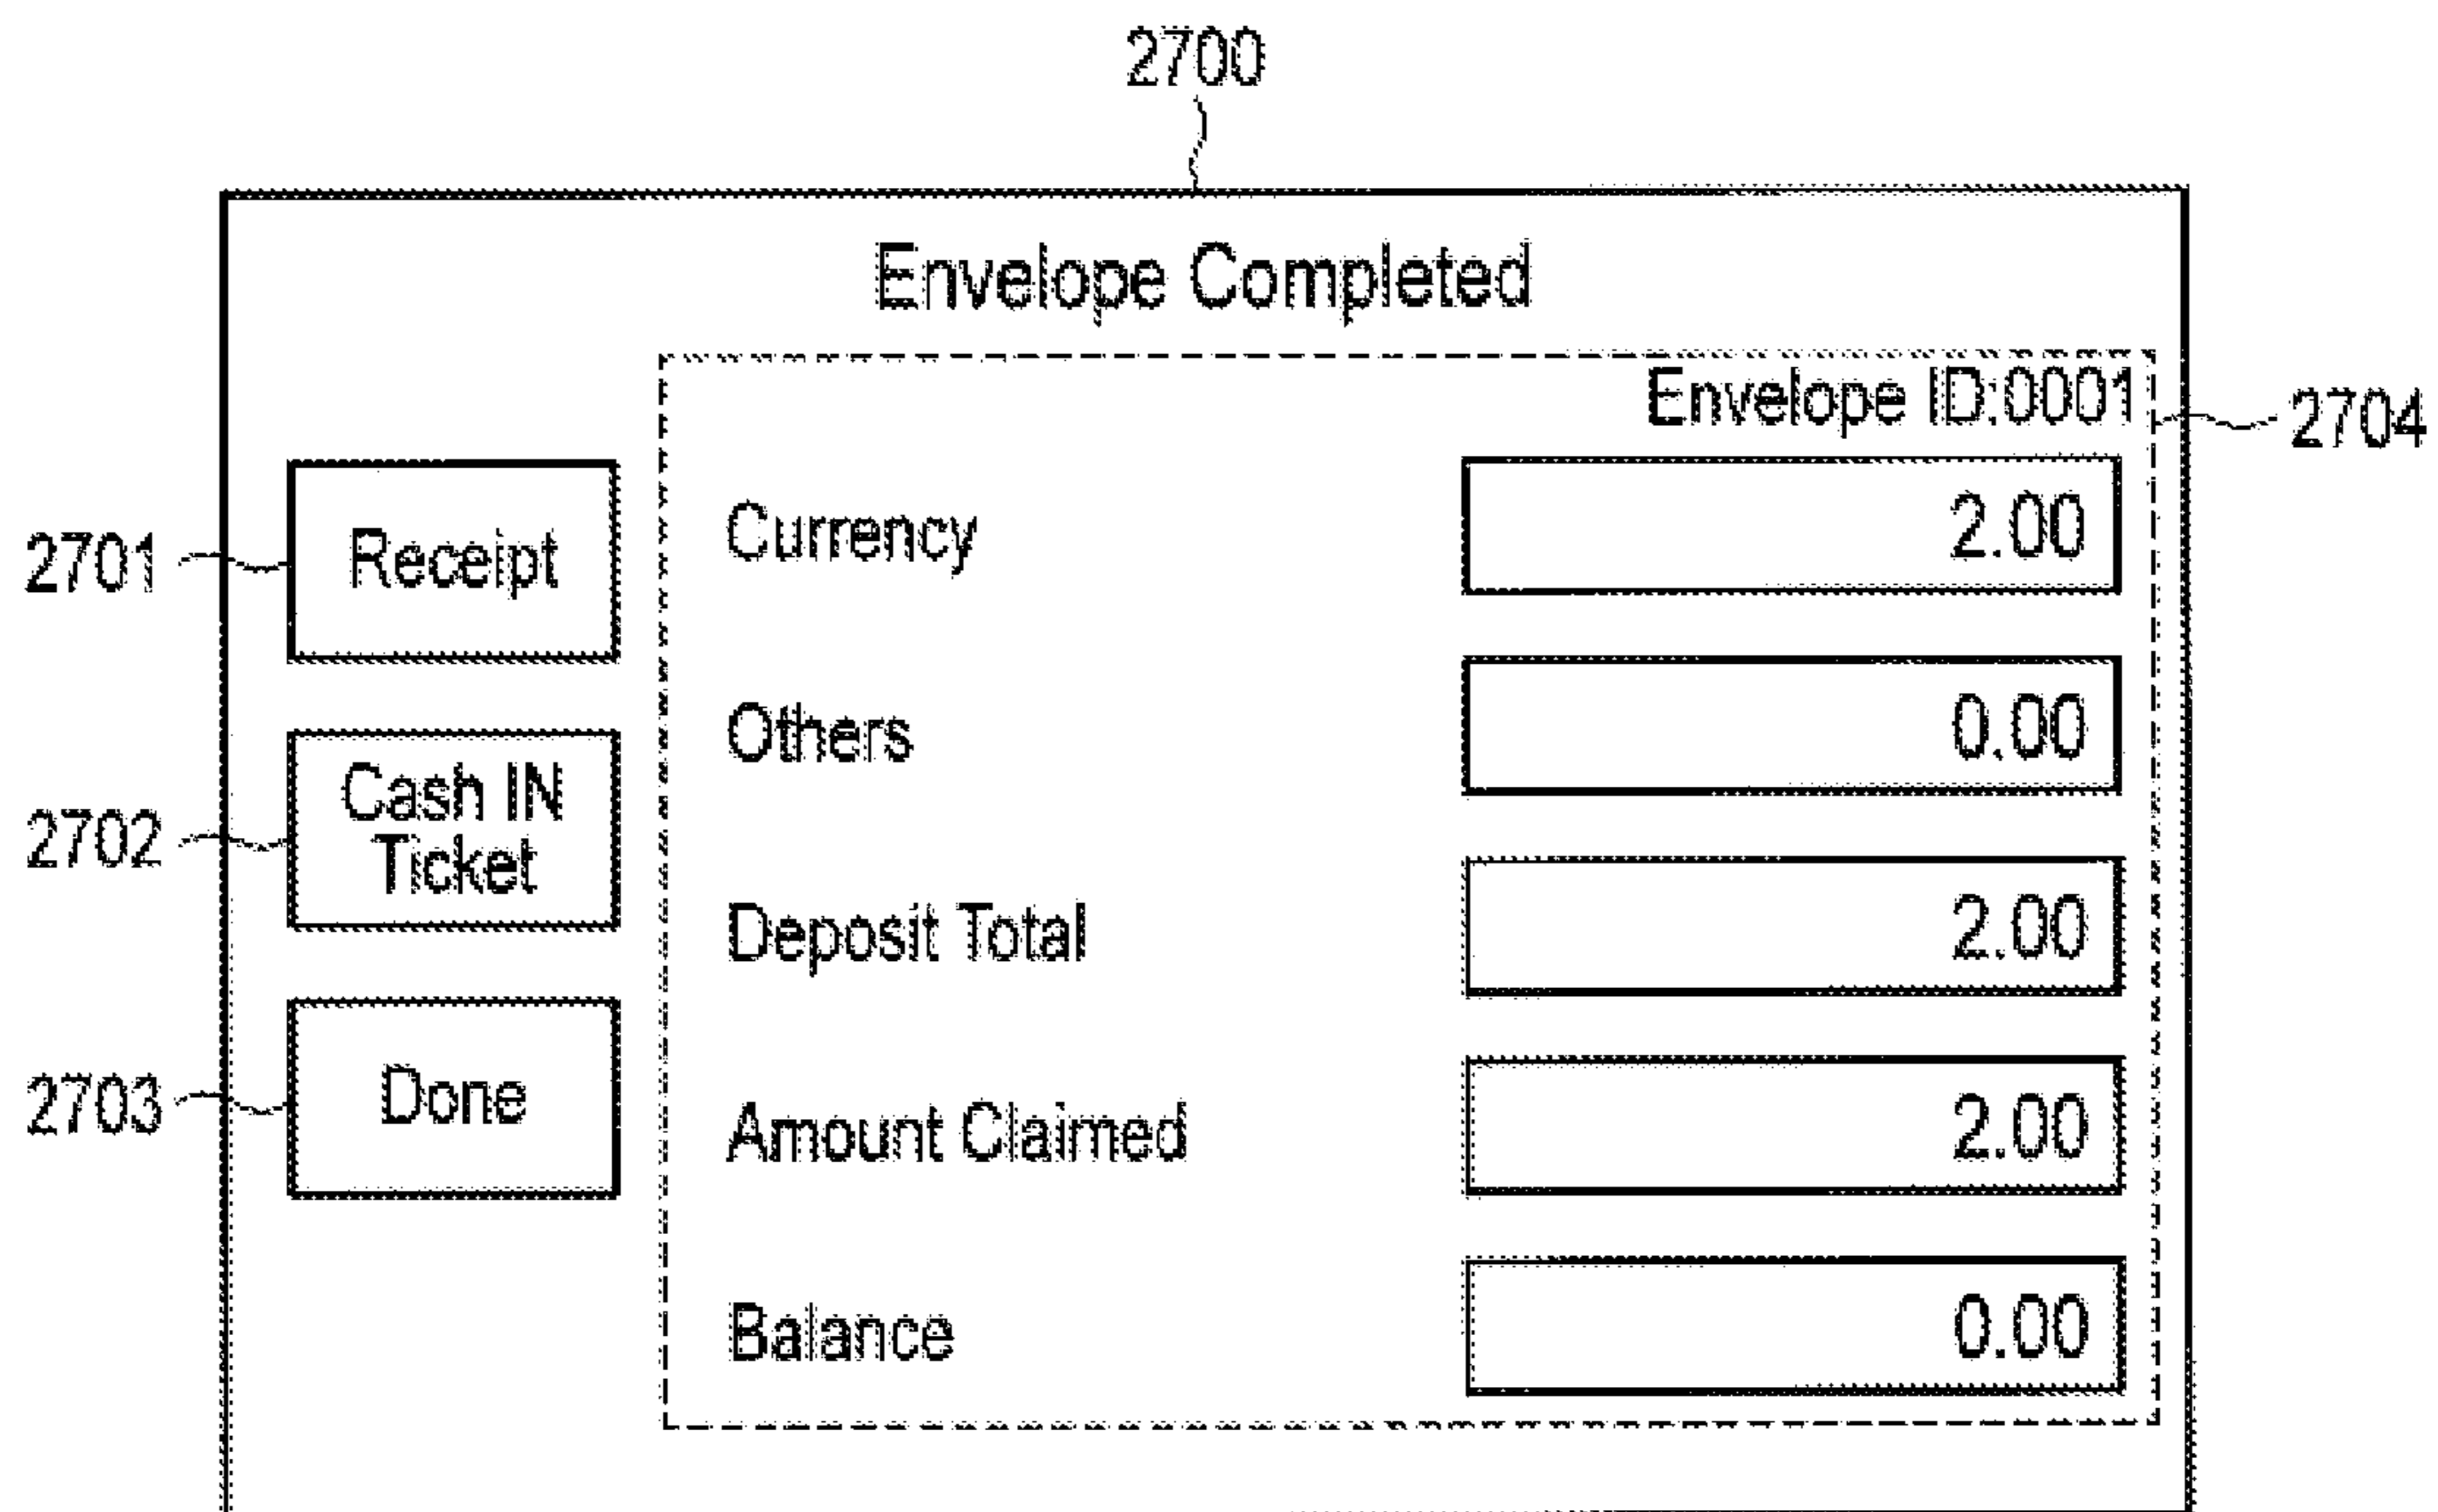 2700
Envelope Completed
Envelope ID:0001
2704
2701
Receipt
Currency
2.00
Others
0.00
2702
Cash IN
Ticket
Deposit Total
2.00
2703
Done
Amount Claimed
2.00
Balance
0.00